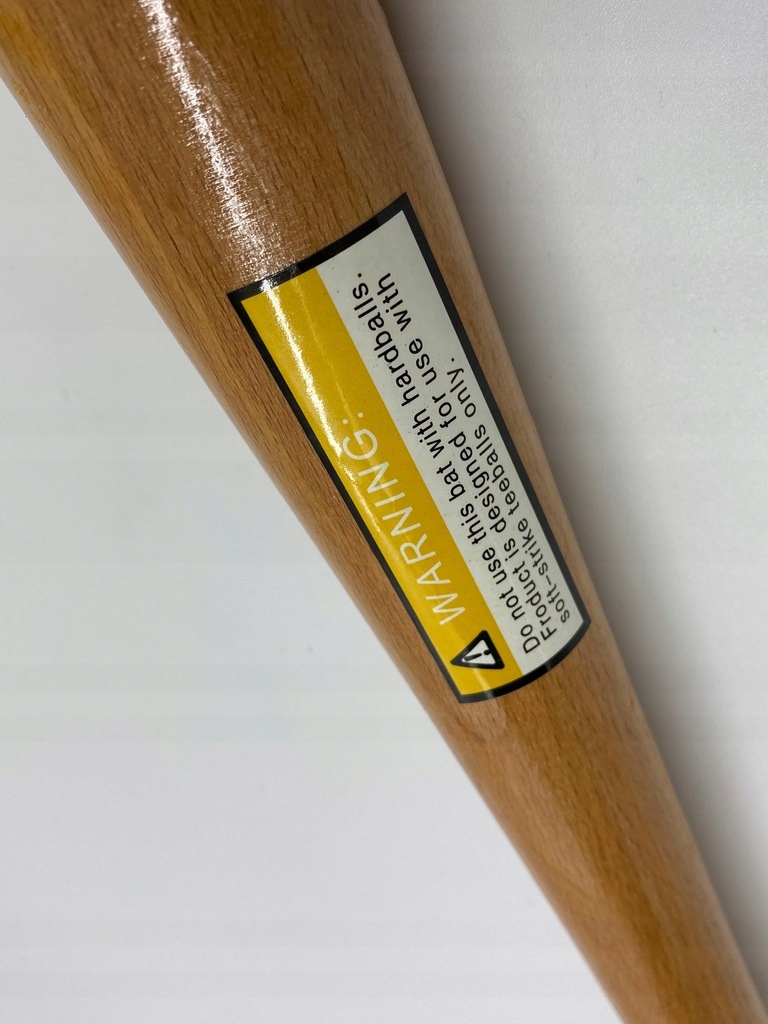 WARNING:
Do not use this bat with hardballs.
Product is designed for use with
soft-strike teeballs only.